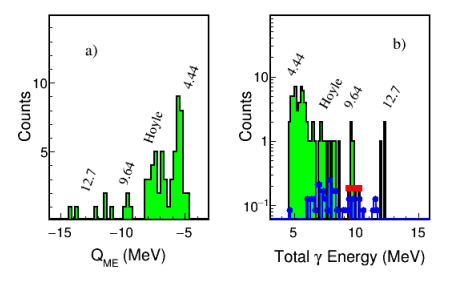 a)
b)
Counts
10
5
12.7
9.64
Hoyle
4.44
−15
−10
−5
Q_ME (MeV)
Counts
10
1
10⁻¹
4.44
Hoyle
9.64
12.7
5
10
15
Total γ Energy (MeV)